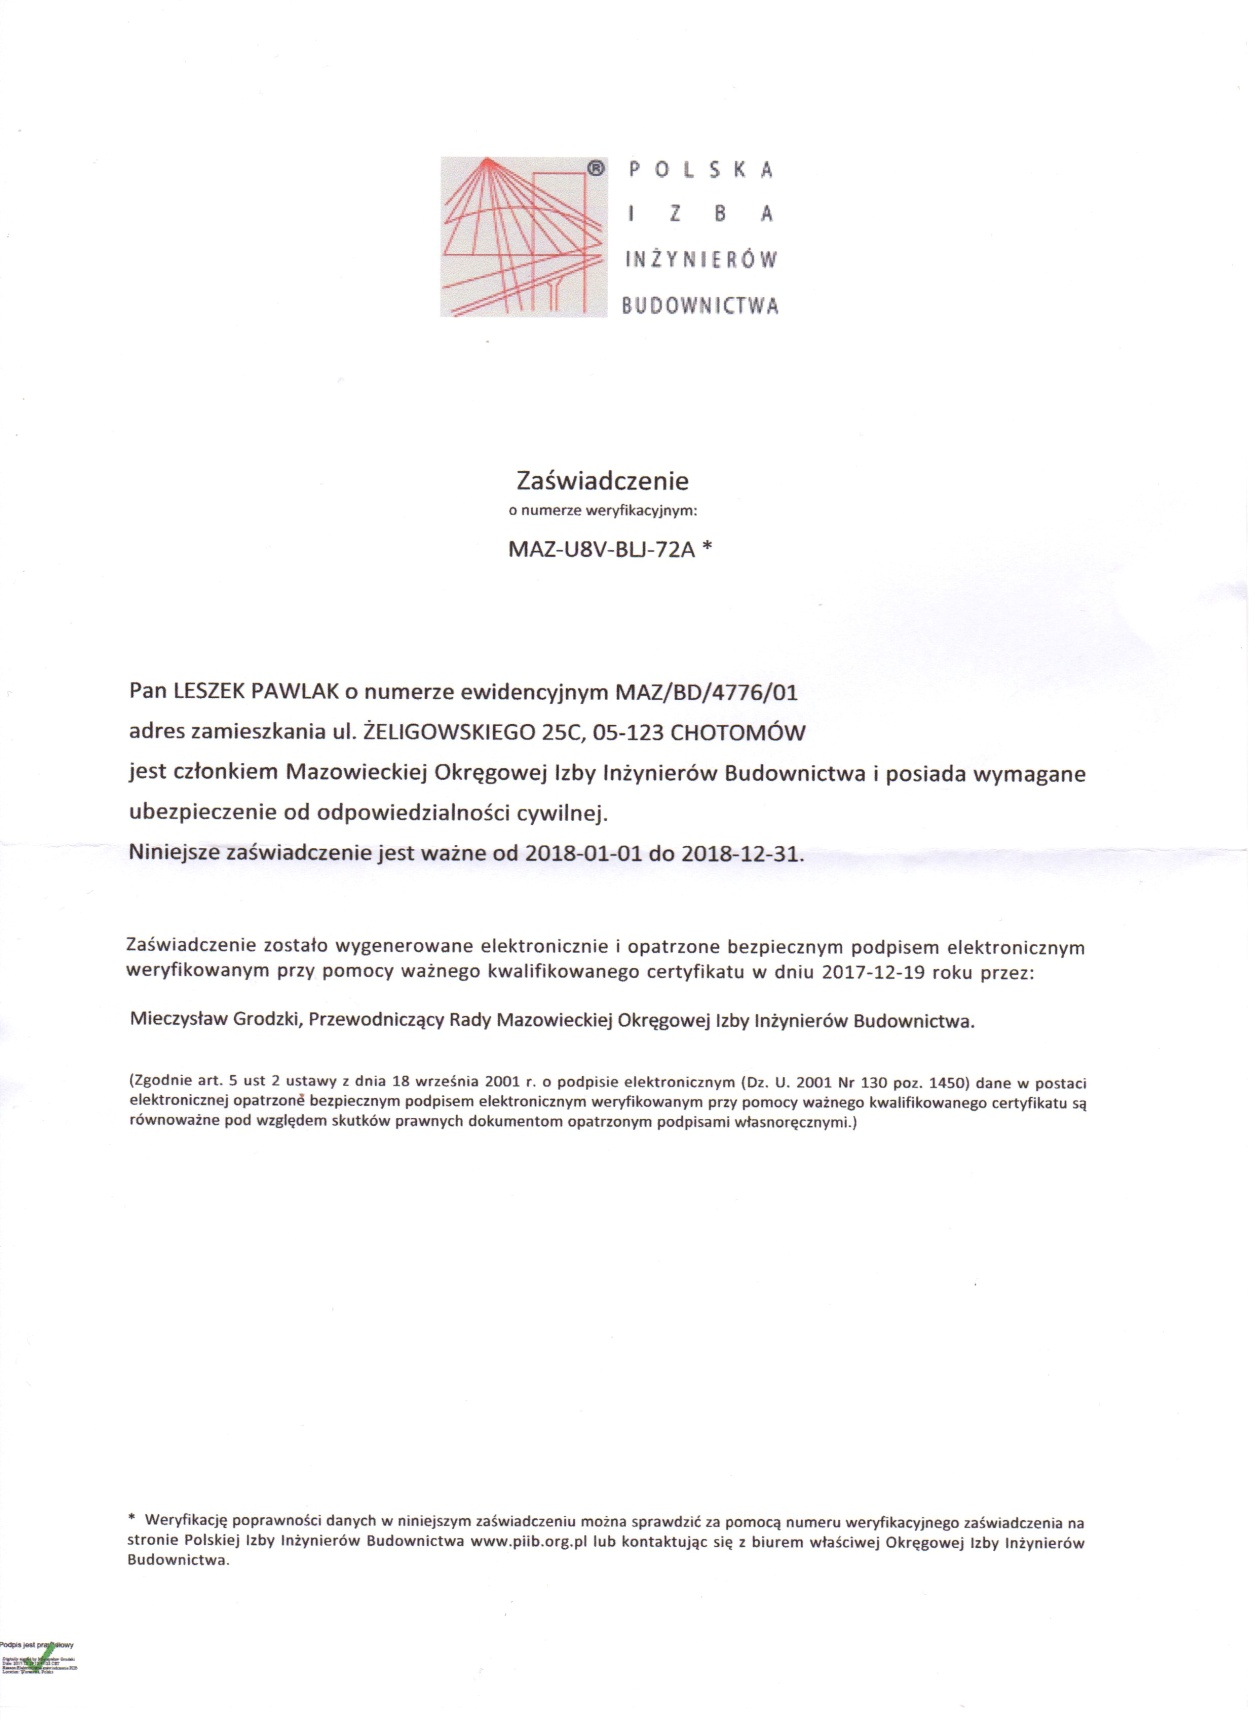 ®
POLSKA
IZBA
INŻYNIERÓW
BUDOWNICTWA
Zaświadczenie
o numerze weryfikacyjnym:
MAZ-U8V-BLJ-72A *
Pan LESZEK PAWLAK o numerze ewidencyjnym MAZ/BD/4776/01
adres zamieszkania ul. ŻELIGOWSKIEGO 25C, 05-123 CHOTOMÓW
jest członkiem Mazowieckiej Okręgowej Izby Inżynierów Budownictwa i posiada wymagane
ubezpieczenie od odpowiedzialności cywilnej.
Niniejsze zaświadczenie jest ważne od 2018-01-01 do 2018-12-31.
Zaświadczenie zostało wygenerowane elektronicznie i opatrzone bezpiecznym podpisem elektronicznym
weryfikowanym przy pomocy ważnego kwalifikowanego certyfikatu w dniu 2017-12-19 roku przez:
Mieczysław Grodzki, Przewodniczący Rady Mazowieckiej Okręgowej Izby Inżynierów Budownictwa.
(Zgodnie art. 5 ust 2 ustawy z dnia 18 września 2001 r. o podpisie elektronicznym (Dz. U. 2001 Nr 130 poz. 1450) dane w postaci
elektronicznej opatrzone bezpiecznym podpisem elektronicznym weryfikowanym przy pomocy ważnego kwalifikowanego certyfikatu są
równoważne pod względem skutków prawnych dokumentom opatrzonym podpisami własnoręcznymi.)
* Weryfikację poprawności danych w niniejszym zaświadczeniu można sprawdzić za pomocą numeru weryfikacyjnego zaświadczenia na
stronie Polskiej Izby Inżynierów Budownictwa www.piib.org.pl lub kontaktując się z biurem właściwej Okręgowej Izby Inżynierów
Budownictwa.
Podpis jest prawidłowy